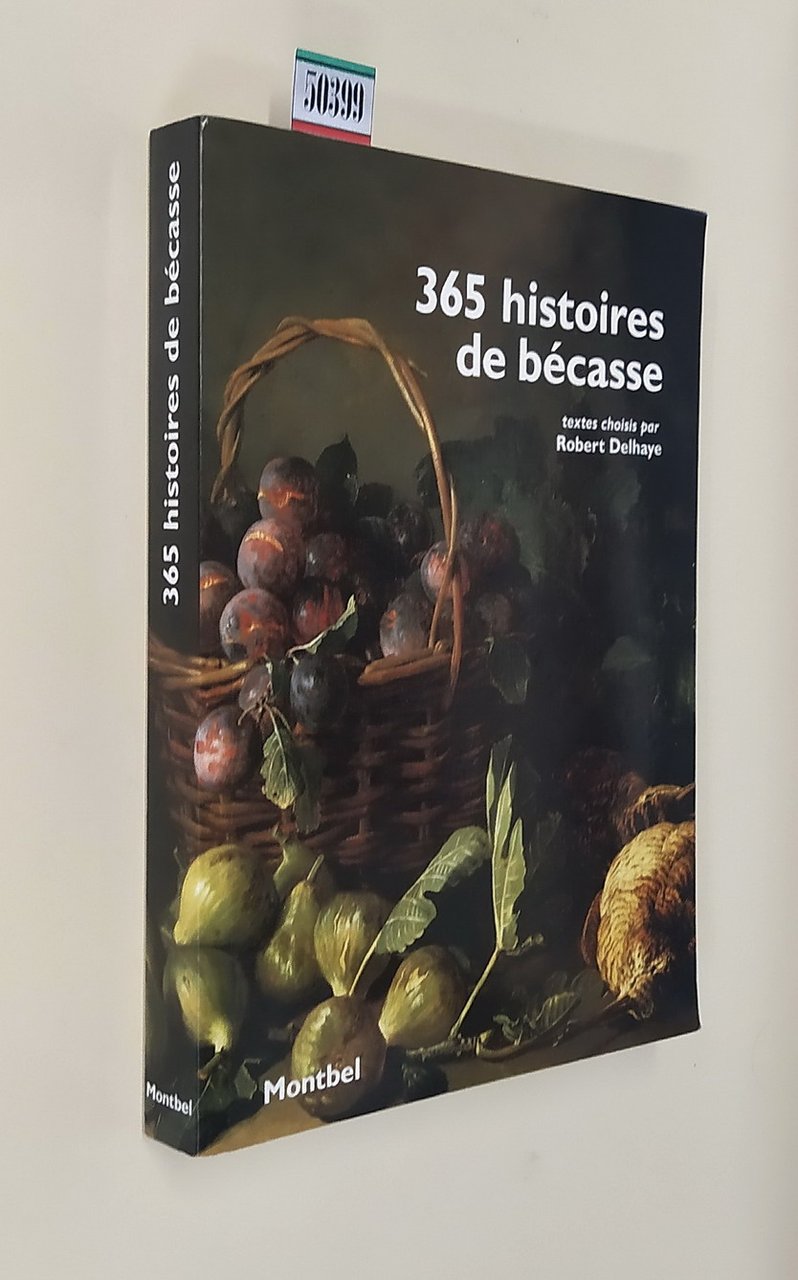 50399
365 histoires de bécasse
365 histoires
de bécasse
textes choisis par
Robert Delhaye
Montbel
Montbel